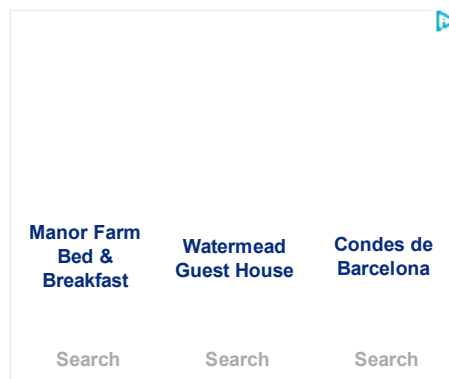 Manor Farm
Bed &
Breakfast
Watermead
Guest House
Condes de
Barcelona
Search
Search
Search